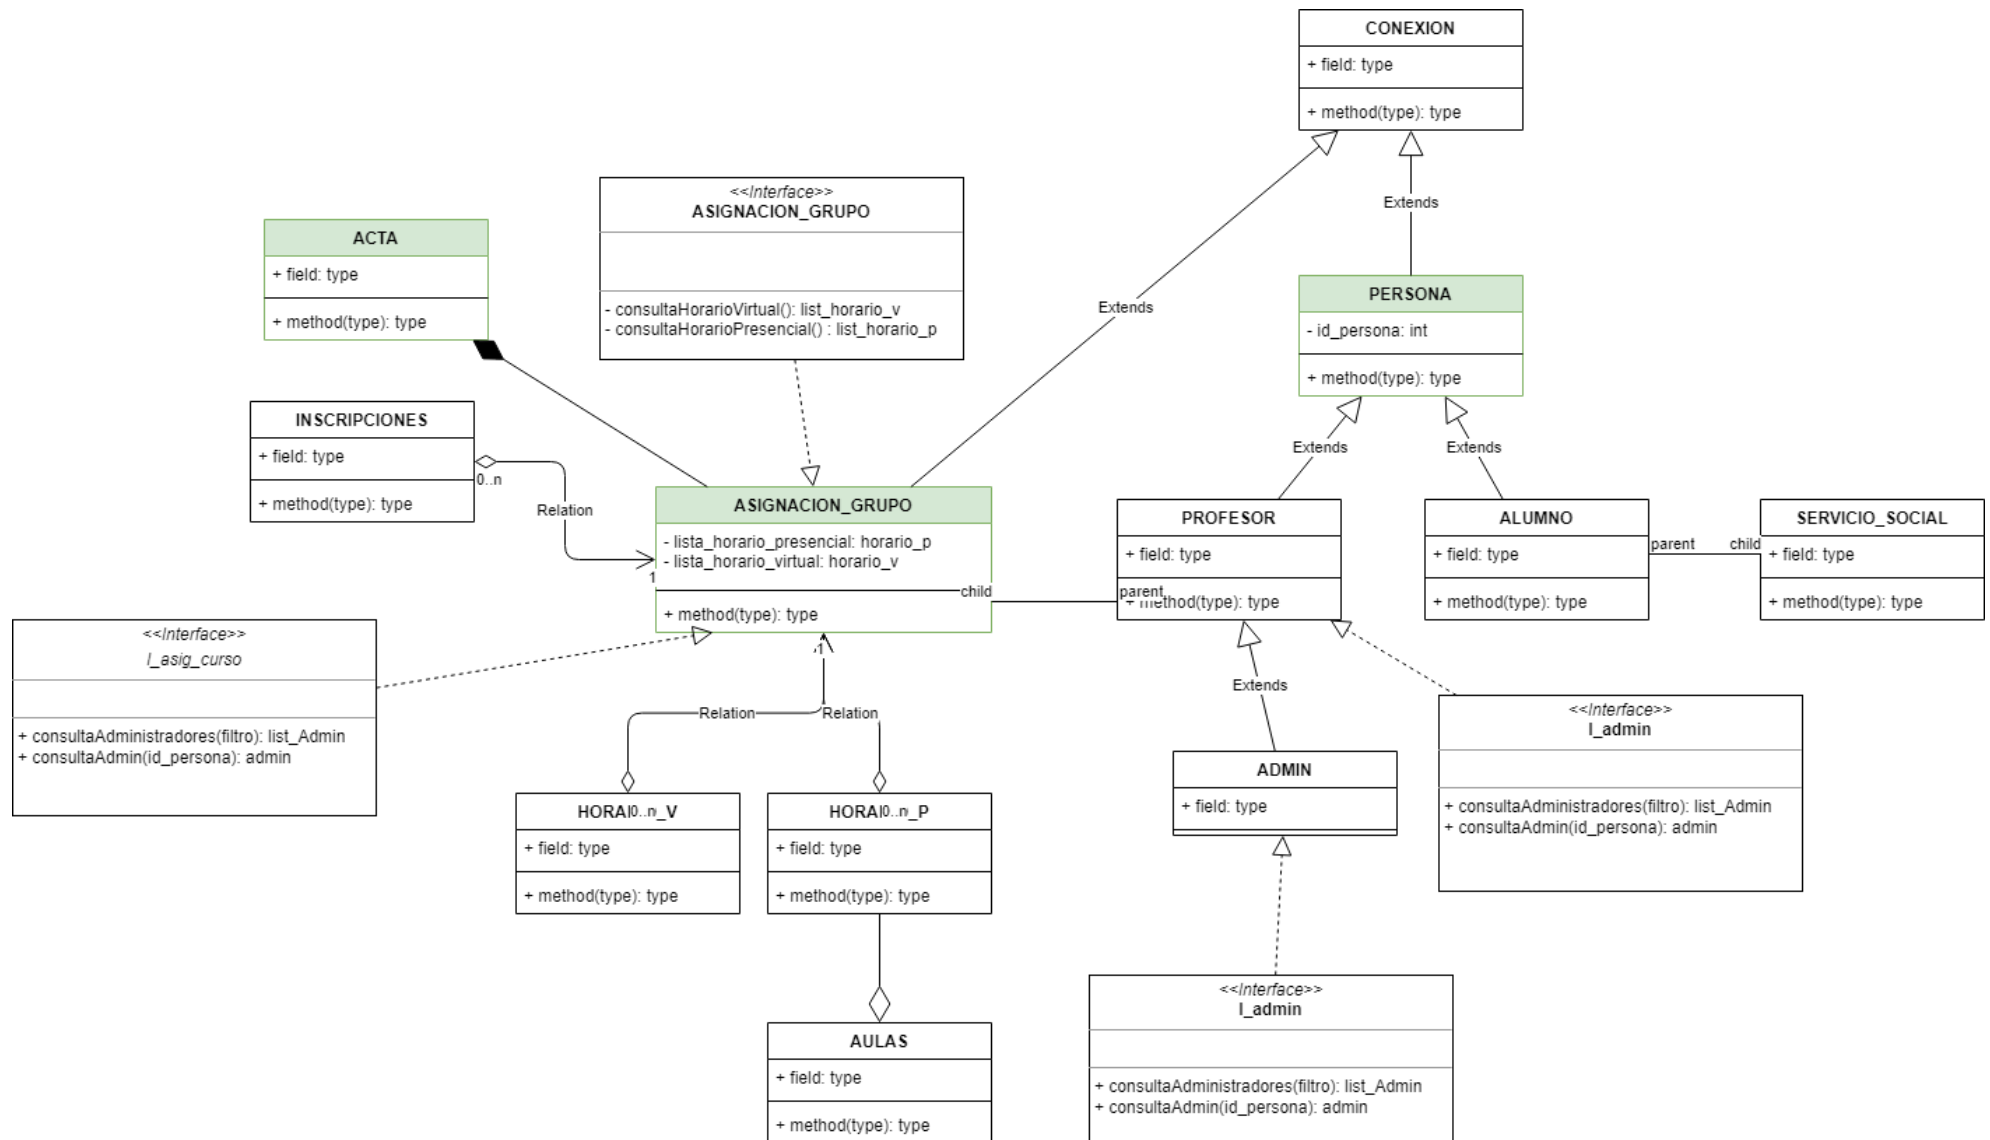 CONEXION
+ field: type
+ method(type): type
Extends
Extends
<<Interface>>
ASIGNACION_GRUPO
- consultaHorarioVirtual(): list_horario_v
- consultaHorarioPresencial() : list_horario_p
ACTA
+ field: type
+ method(type): type
PERSONA
- id_persona: int
+ method(type): type
Extends
Extends
INSCRIPCIONES
+ field: type
+ method(type): type
0..n
Relation
1
ASIGNACION_GRUPO
- lista_horario_presencial: horario_p
- lista_horario_virtual: horario_v
+ method(type): type
child
parent
PROFESOR
+ field: type
+ method(type): type
ALUMNO
+ field: type
+ method(type): type
parent
child
SERVICIO_SOCIAL
+ field: type
+ method(type): type
<<Interface>>
I_asig_curso
+ consultaAdministradores(filtro): list_Admin
+ consultaAdmin(id_persona): admin
1
Relation
Relation
Extends
<<Interface>>
I_admin
+ consultaAdministradores(filtro): list_Admin
+ consultaAdmin(id_persona): admin
ADMIN
+ field: type
0..n
_V
+ field: type
+ method(type): type
0..n
_P
+ field: type
+ method(type): type
<<Interface>>
I_admin
+ consultaAdministradores(filtro): list_Admin
+ consultaAdmin(id_persona): admin
AULAS
+ field: type
+ method(type): type